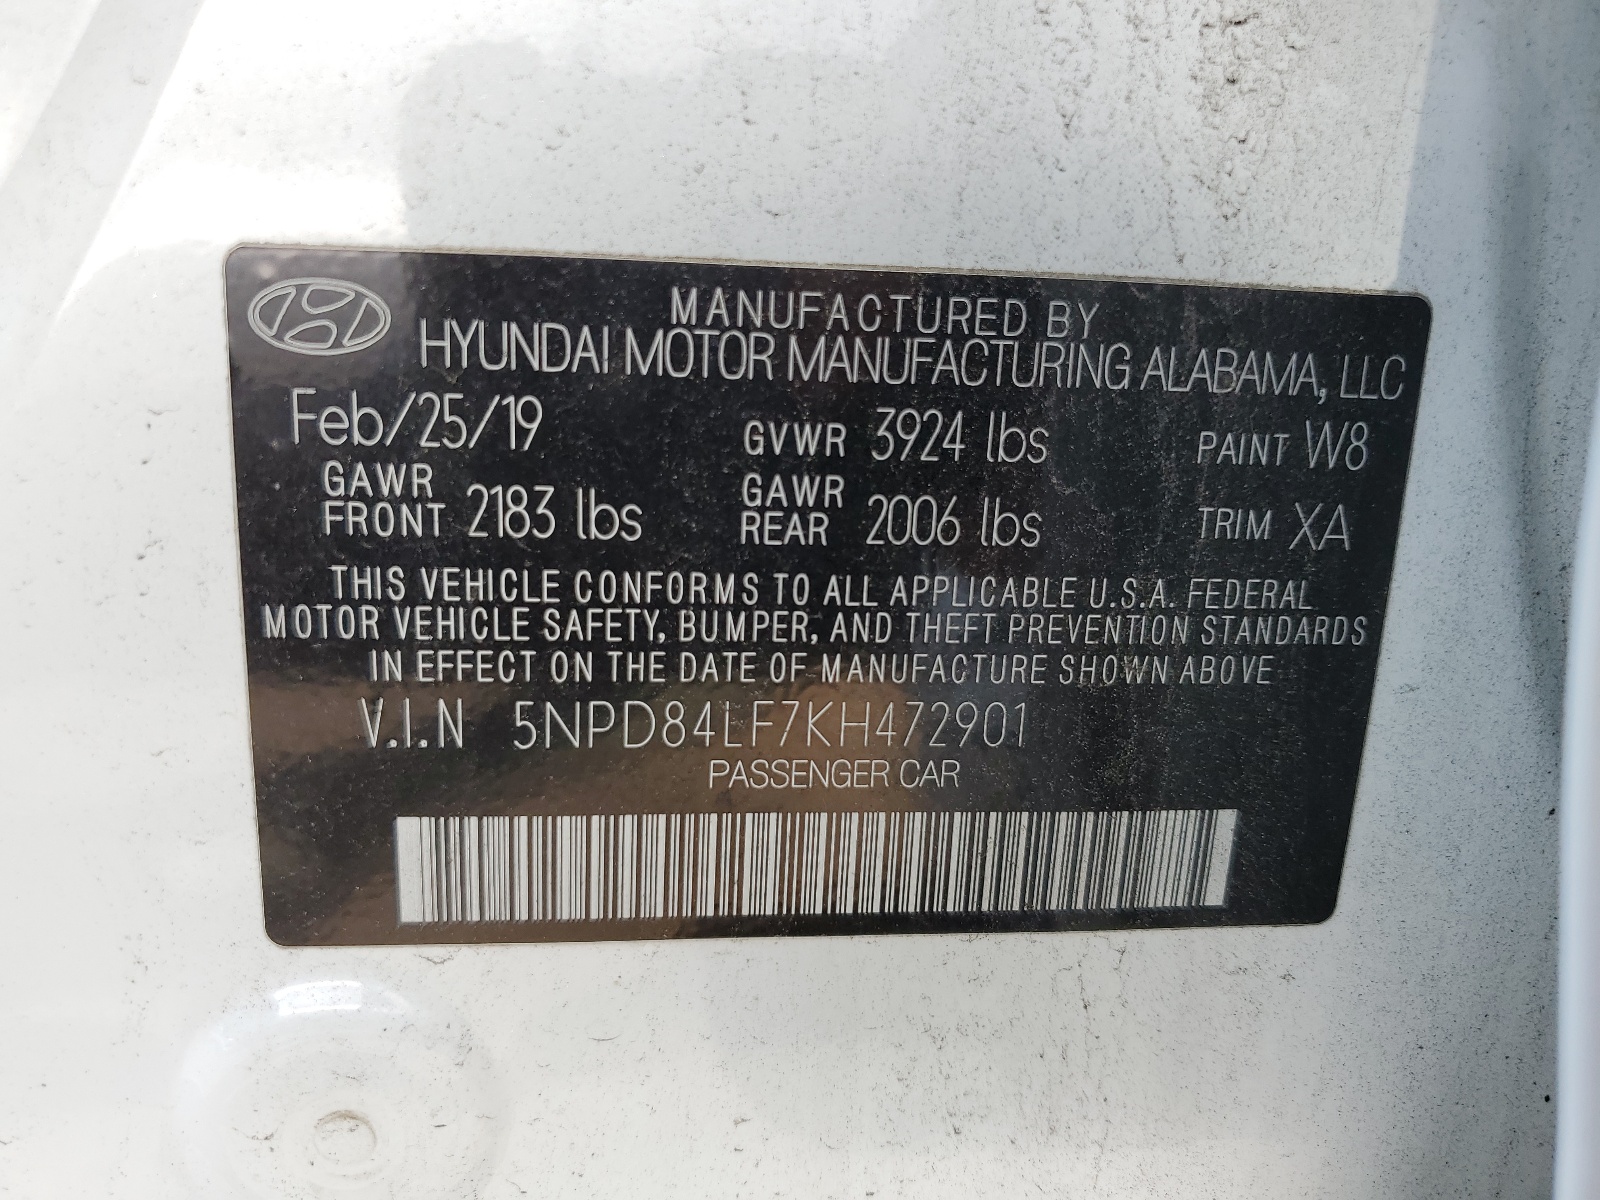 MANUFACTURED BY
HYUNDAI MOTOR MANUFACTURING ALABAMA, LLC
Feb/25/19 GVWR 3924 lbs PAINT W8
GAWR FRONT 2183 lbs GAWR REAR 2006 lbs TRIM XA
THIS VEHICLE CONFORMS TO ALL APPLICABLE U.S.A. FEDERAL
MOTOR VEHICLE SAFETY, BUMPER, AND THEFT PREVENTION STANDARDS
IN EFFECT ON THE DATE OF MANUFACTURE SHOWN ABOVE
V.I.N 5NPD84LF7KH472901
PASSENGER CAR